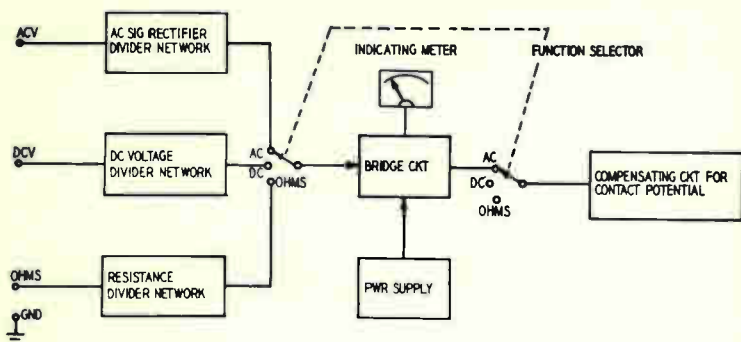 ACV
AC SIG RECTIFIER
DIVIDER NETWORK
INDICATING METER
FUNCTION SELECTOR
DCV
DC VOLTAGE
DIVIDER NETWORK
AC
DC
OHMS
BRIDGE CKT
AC
DC
OHMS
COMPENSATING CKT FOR
CONTACT POTENTIAL
OHMS
RESISTANCE
DIVIDER NETWORK
GND
PWR SUPPLY